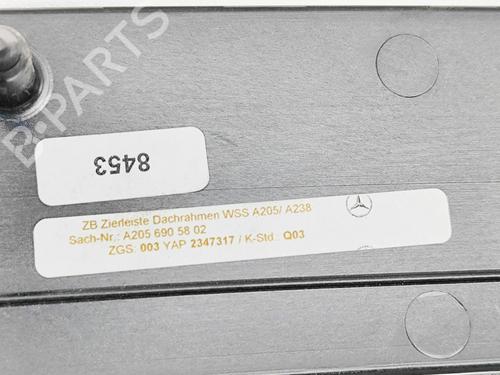 B-PARTS
8453
ZB Zierleiste Dachrahmen WSS A205/ A238
Sach-Nr.: A205 690 58 02
ZGS: 003 YAP 2347317 / K-Std.: Q03